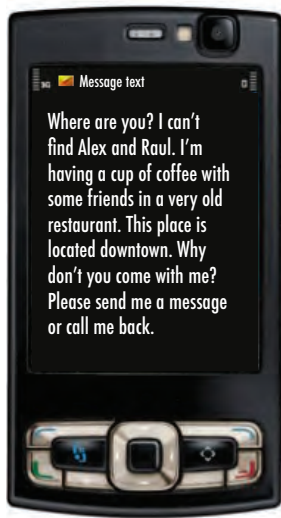 Message text
Where are you? I can't
find Alex and Raul. I'm
having a cup of coffee with
some friends in a very old
restaurant. This place is
located downtown. Why
don't you come with me?
Please send me a message
or call me back.